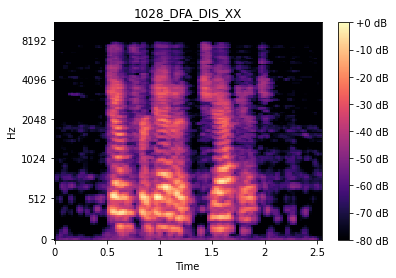 1028_DFA_DIS_XX
+0 dB
8192
-10 dB
4096
-20 dB
-30 dB
2048
Hz
-40 dB
1024
-50 dB
512
-60 dB
-70 dB
0
-80 dB
0 0.5 1 1.5 2 2.5
Time